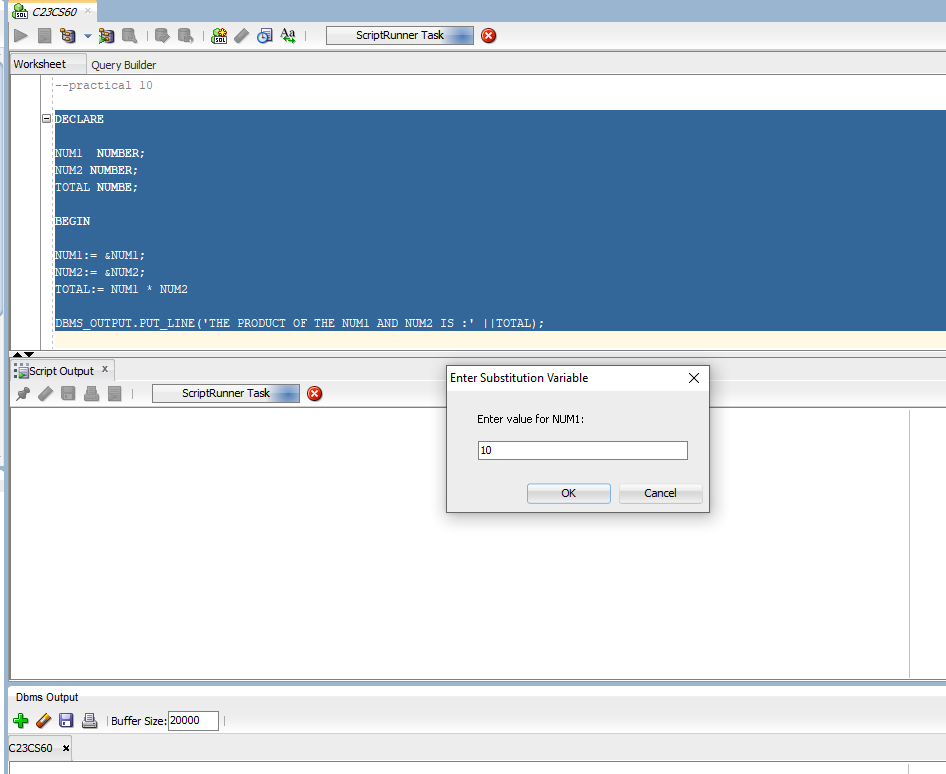 C23CS60
ScriptRunner Task
Worksheet
Query Builder
--practical 10
DECLARE
NUM1  NUMBER;
NUM2 NUMBER;
TOTAL NUMBE;
BEGIN
NUM1:= &NUM1;
NUM2:= &NUM2;
TOTAL:= NUM1 * NUM2
DBMS_OUTPUT.PUT_LINE('THE PRODUCT OF THE NUM1 AND NUM2 IS :' ||TOTAL);
Script Output
ScriptRunner Task
Enter Substitution Variable
Enter value for NUM1:
10
OK
Cancel
Dbms Output
Buffer Size: 20000
C23CS60